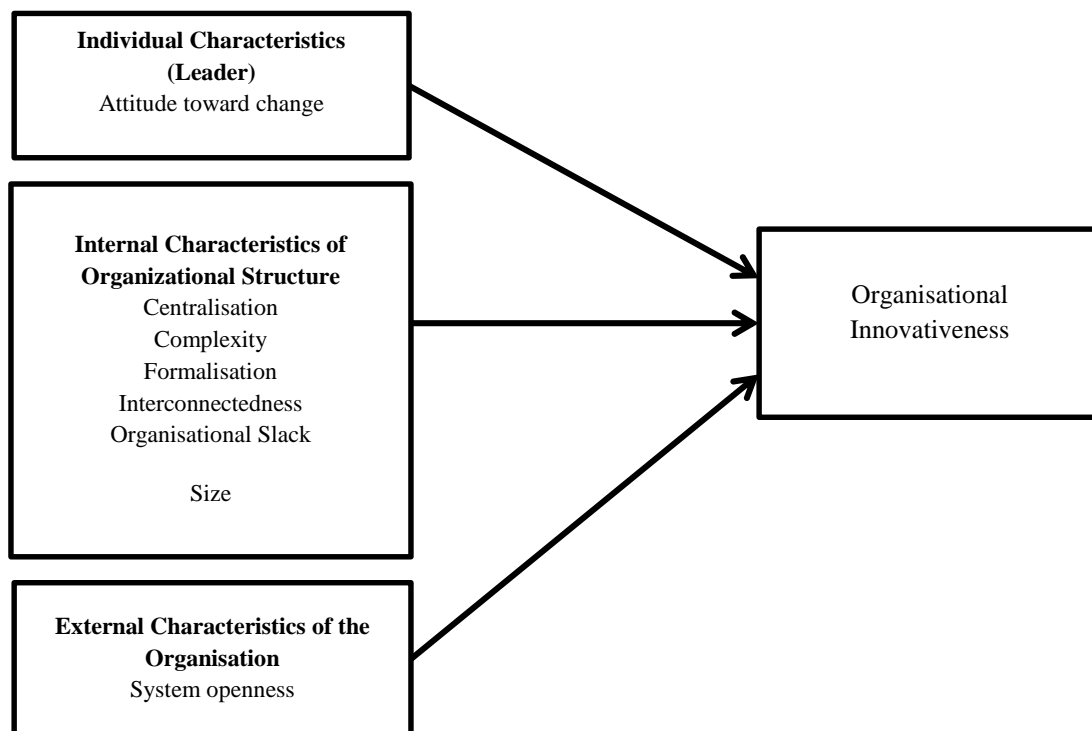 Individual Characteristics
(Leader)
Attitude toward change
Internal Characteristics of
Organizational Structure
Centralisation
Complexity
Formalisation
Interconnectedness
Organisational Slack
Size
External Characteristics of the
Organisation
System openness
Organisational
Innovativeness